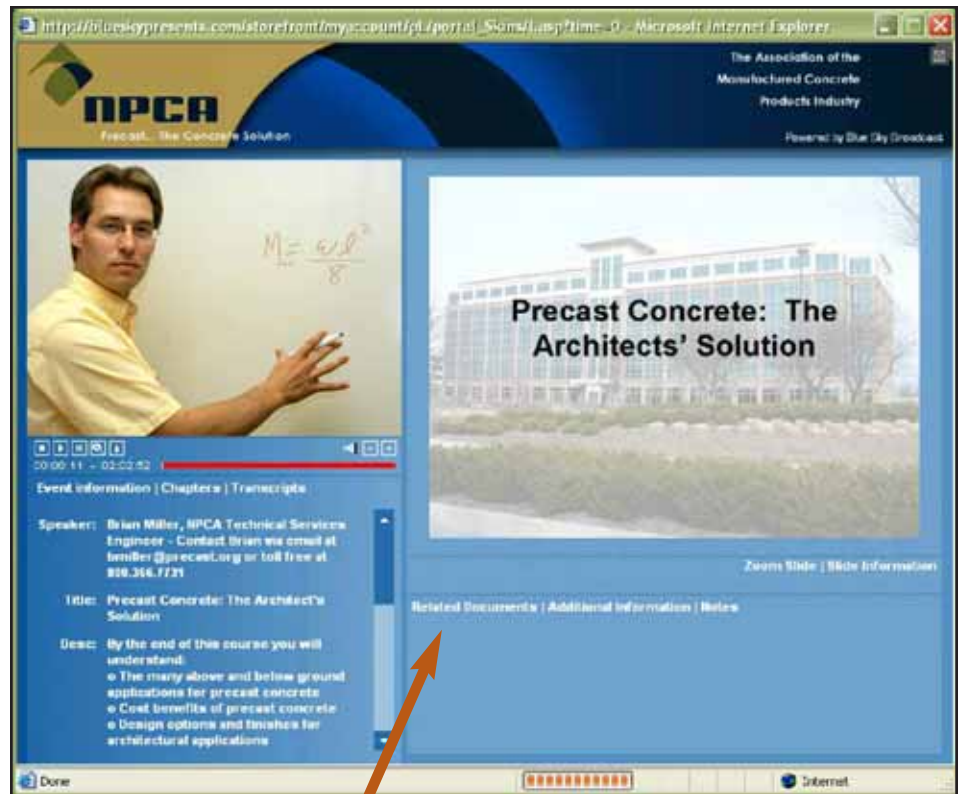 http://blueskypresents.com/storefront/myaccount/pl/portal_Skins/i.asp?time=0 - Microsoft Internet Explorer
The Association of the
Manufactured Concrete
Products Industry
NPCA
Precast... The Concrete Solution
Powered by Blue Sky Broadcast
M = ωl²
8
Precast Concrete: The
Architects' Solution
00:00:11 - 02:02:52
Event information | Chapters | Transcripts
Speaker: Brian Miller, NPCA Technical Services
Engineer - Contact Brian via email at
bmiller@precast.org or toll free at
800.366.7731
Title: Precast Concrete: The Architect's
Solution
Desc: By the end of this course you will
understand:
o The many above and below ground
applications for precast concrete
o Cost benefits of precast concrete
o Design options and finishes for
architectural applications
Zoom Slide | Slide Information
Related Documents | Additional Information | Notes
Done
Internet